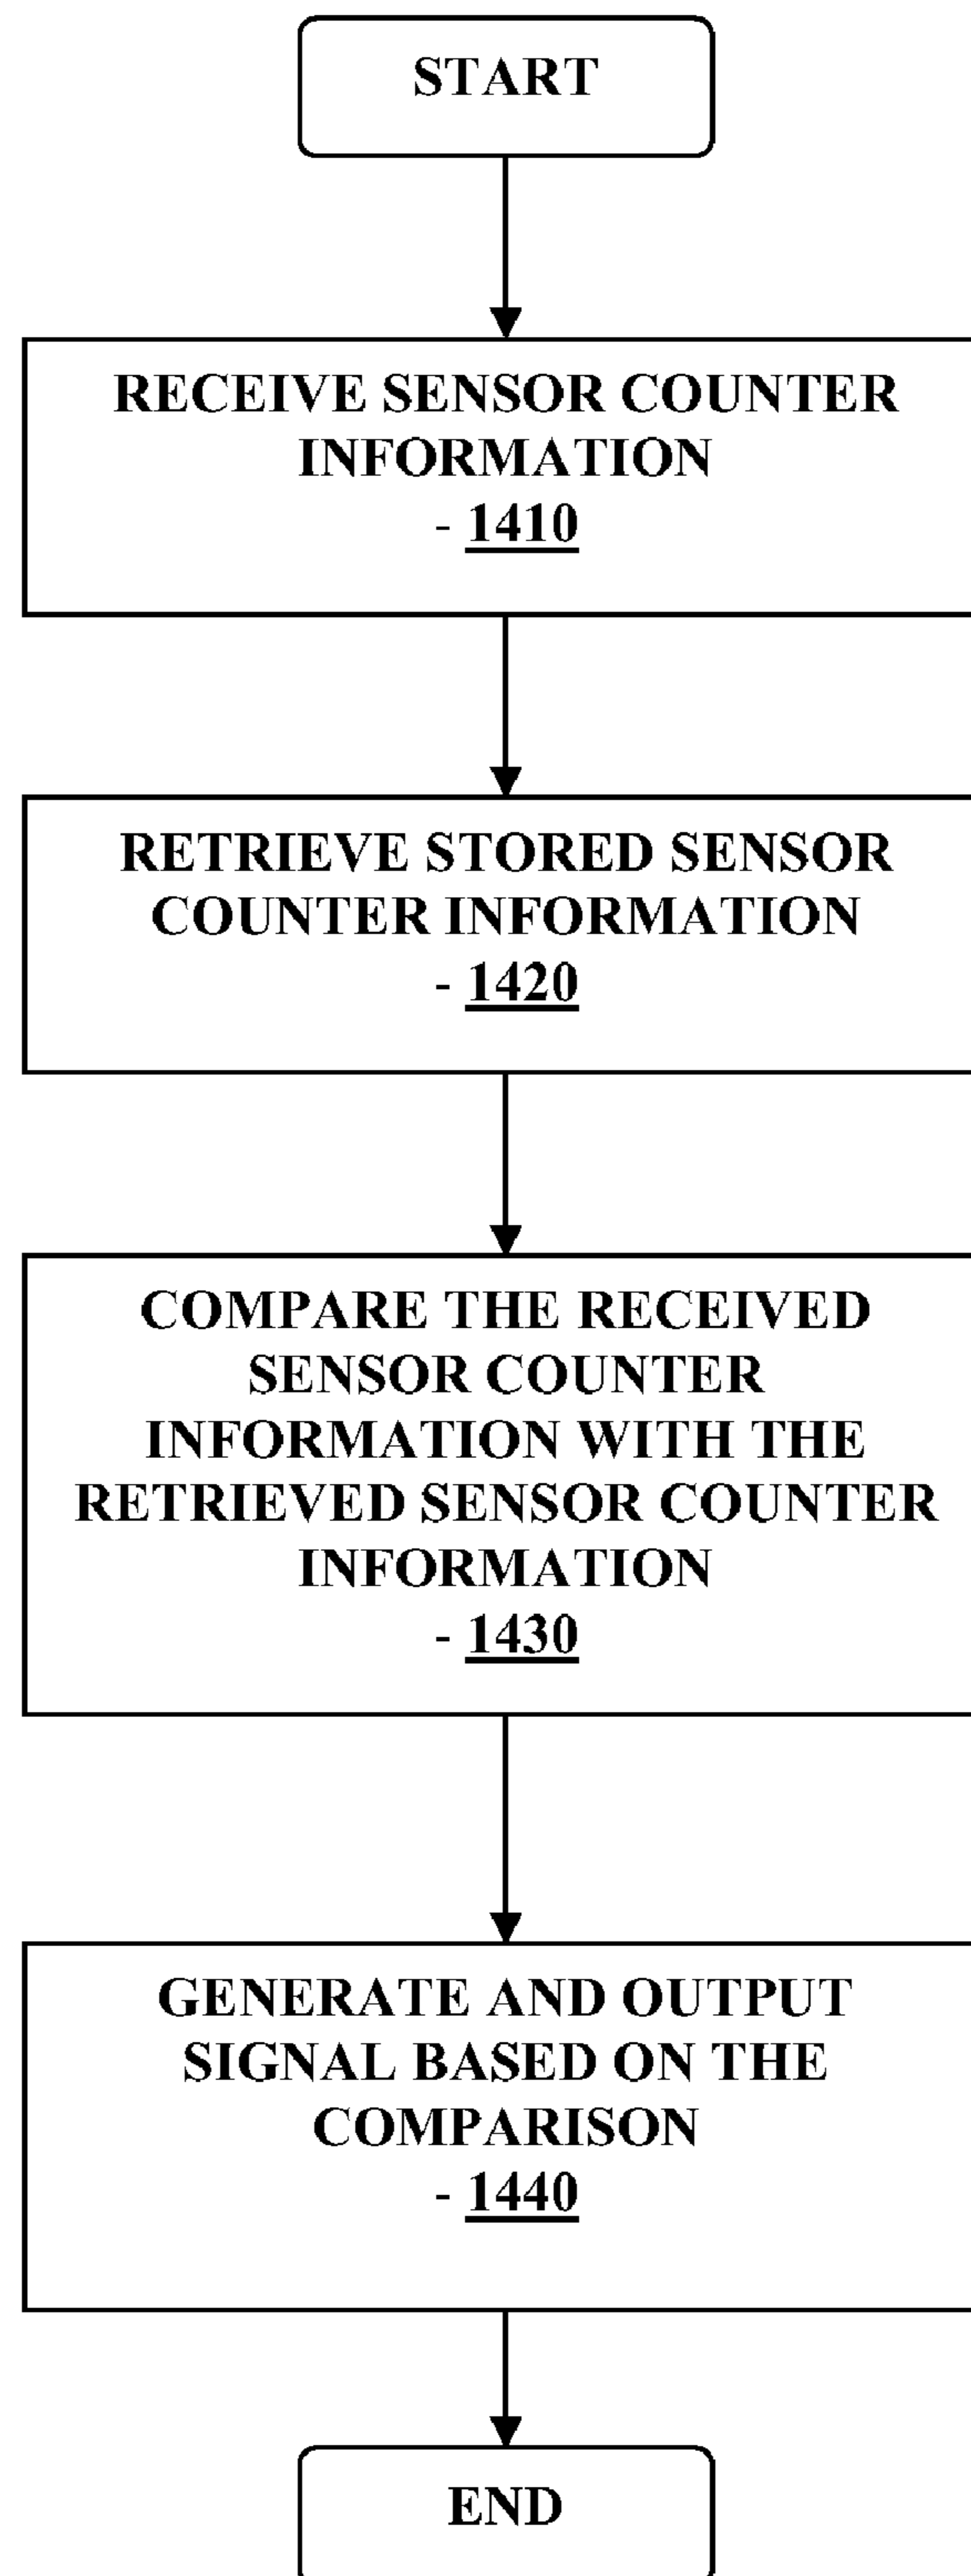 START
RECEIVE SENSOR COUNTER
INFORMATION
- 1410
RETRIEVE STORED SENSOR
COUNTER INFORMATION
- 1420
COMPARE THE RECEIVED
SENSOR COUNTER
INFORMATION WITH THE
RETRIEVED SENSOR COUNTER
INFORMATION
- 1430
GENERATE AND OUTPUT
SIGNAL BASED ON THE
COMPARISON
- 1440
END